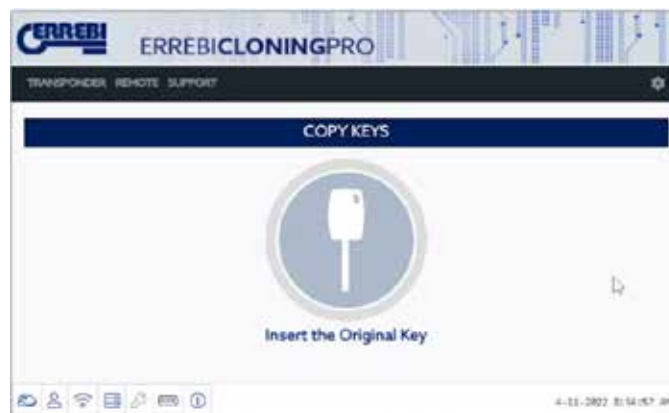 ERREBI
ERREBICLONINGPRO
TRANSPONDER REMOTE SUPPORT
COPY KEYS
Insert the Original Key